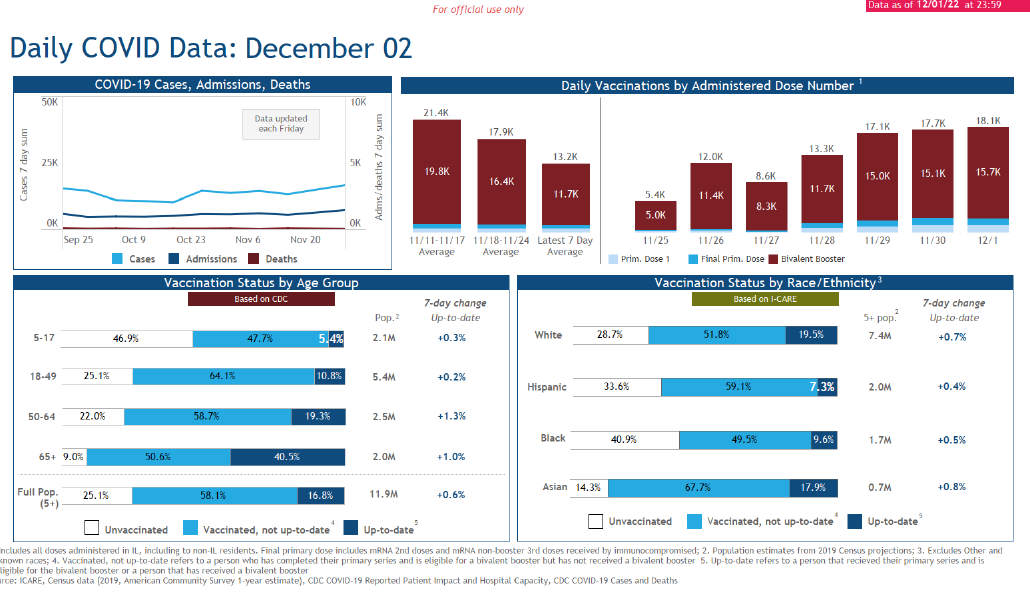 For official use only
Data as of 12/01/22 at 23:59
Daily COVID Data: December 02
COVID-19 Cases, Admissions, Deaths
50K
10K
Data updated
each Friday
Cases 7 day sum
25K
5K
Adms/deaths 7 day sum
0K
0K
Sep 25 Oct 9 Oct 23 Nov 6 Nov 20
Cases Admissions Deaths
Daily Vaccinations by Administered Dose Number 1
21.4K 17.9K 13.2K 5.4K 12.0K 8.6K 13.3K 17.1K 17.7K 18.1K
19.8K 16.4K 11.7K 5.0K 11.4K 8.3K 11.7K 15.0K 15.1K 15.7K
11/11-11/17 11/18-11/24 Latest 7 Day 11/25 11/26 11/27 11/28 11/29 11/30 12/1
Average Average Average
Prim. Dose 1 Final Prim. Dose Bivalent Booster
Vaccination Status by Age Group
Based on CDC
7-day change
Pop.2 Up-to-date
5-17 46.9% 47.7% 5.4% 2.1M +0.3%
18-49 25.1% 64.1% 10.8% 5.4M +0.2%
50-64 22.0% 58.7% 19.3% 2.5M +1.3%
65+ 9.0% 50.6% 40.5% 2.0M +1.0%
Full Pop.
(5+) 25.1% 58.1% 16.8% 11.9M +0.6%
Unvaccinated Vaccinated, not up-to-date4 Up-to-date5
Vaccination Status by Race/Ethnicity3
Based on I-CARE
7-day change
5+ pop.2 Up-to-date
White 28.7% 51.8% 19.5% 7.4M +0.7%
Hispanic 33.6% 59.1% 7.3% 2.0M +0.4%
Black 40.9% 49.5% 9.6% 1.7M +0.5%
Asian 14.3% 67.7% 17.9% 0.7M +0.8%
Unvaccinated Vaccinated, not up-to-date4 Up-to-date5
ncludes all doses administered in IL, including to non-IL residents. Final primary dose includes mRNA 2nd doses and mRNA non-booster 3rd doses received by immunocompromised; 2. Population estimates from 2019 Census projections; 3. Excludes Other and
known races; 4. Vaccinated, not up-to-date refers to a person who has completed their primary series and is eligible for a bivalent booster but has not received a bivalent booster 5. Up-to-date refers to a person that recieved their primary series and is
ligible for the bivalent booster or a person that has received a bivalent booster
urce: ICARE, Census data (2019, American Community Survey 1-year estimate), CDC COVID-19 Reported Patient Impact and Hospital Capacity, CDC COVID-19 Cases and Deaths